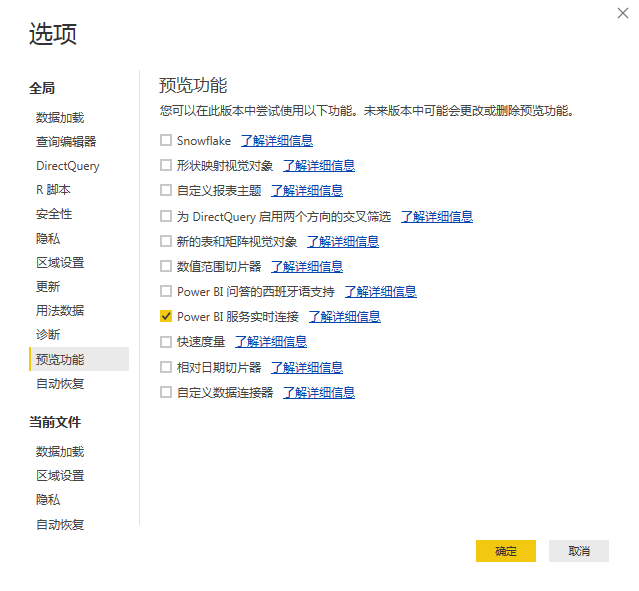 选项
全局
数据加载
查询编辑器
DirectQuery
R 脚本
安全性
隐私
区域设置
更新
用法数据
诊断
预览功能
自动恢复
当前文件
数据加载
区域设置
隐私
自动恢复
预览功能
您可以在此版本中尝试使用以下功能。未来版本中可能会更改或删除预览功能。
Snowflake 了解详细信息
形状映射视觉对象 了解详细信息
自定义报表主题 了解详细信息
为 DirectQuery 启用两个方向的交叉筛选 了解详细信息
新的表和矩阵视觉对象 了解详细信息
数值范围切片器 了解详细信息
Power BI 问答的西班牙语支持 了解详细信息
Power BI 服务实时连接 了解详细信息
快速度量 了解详细信息
相对日期切片器 了解详细信息
自定义数据连接器 了解详细信息
确定 取消